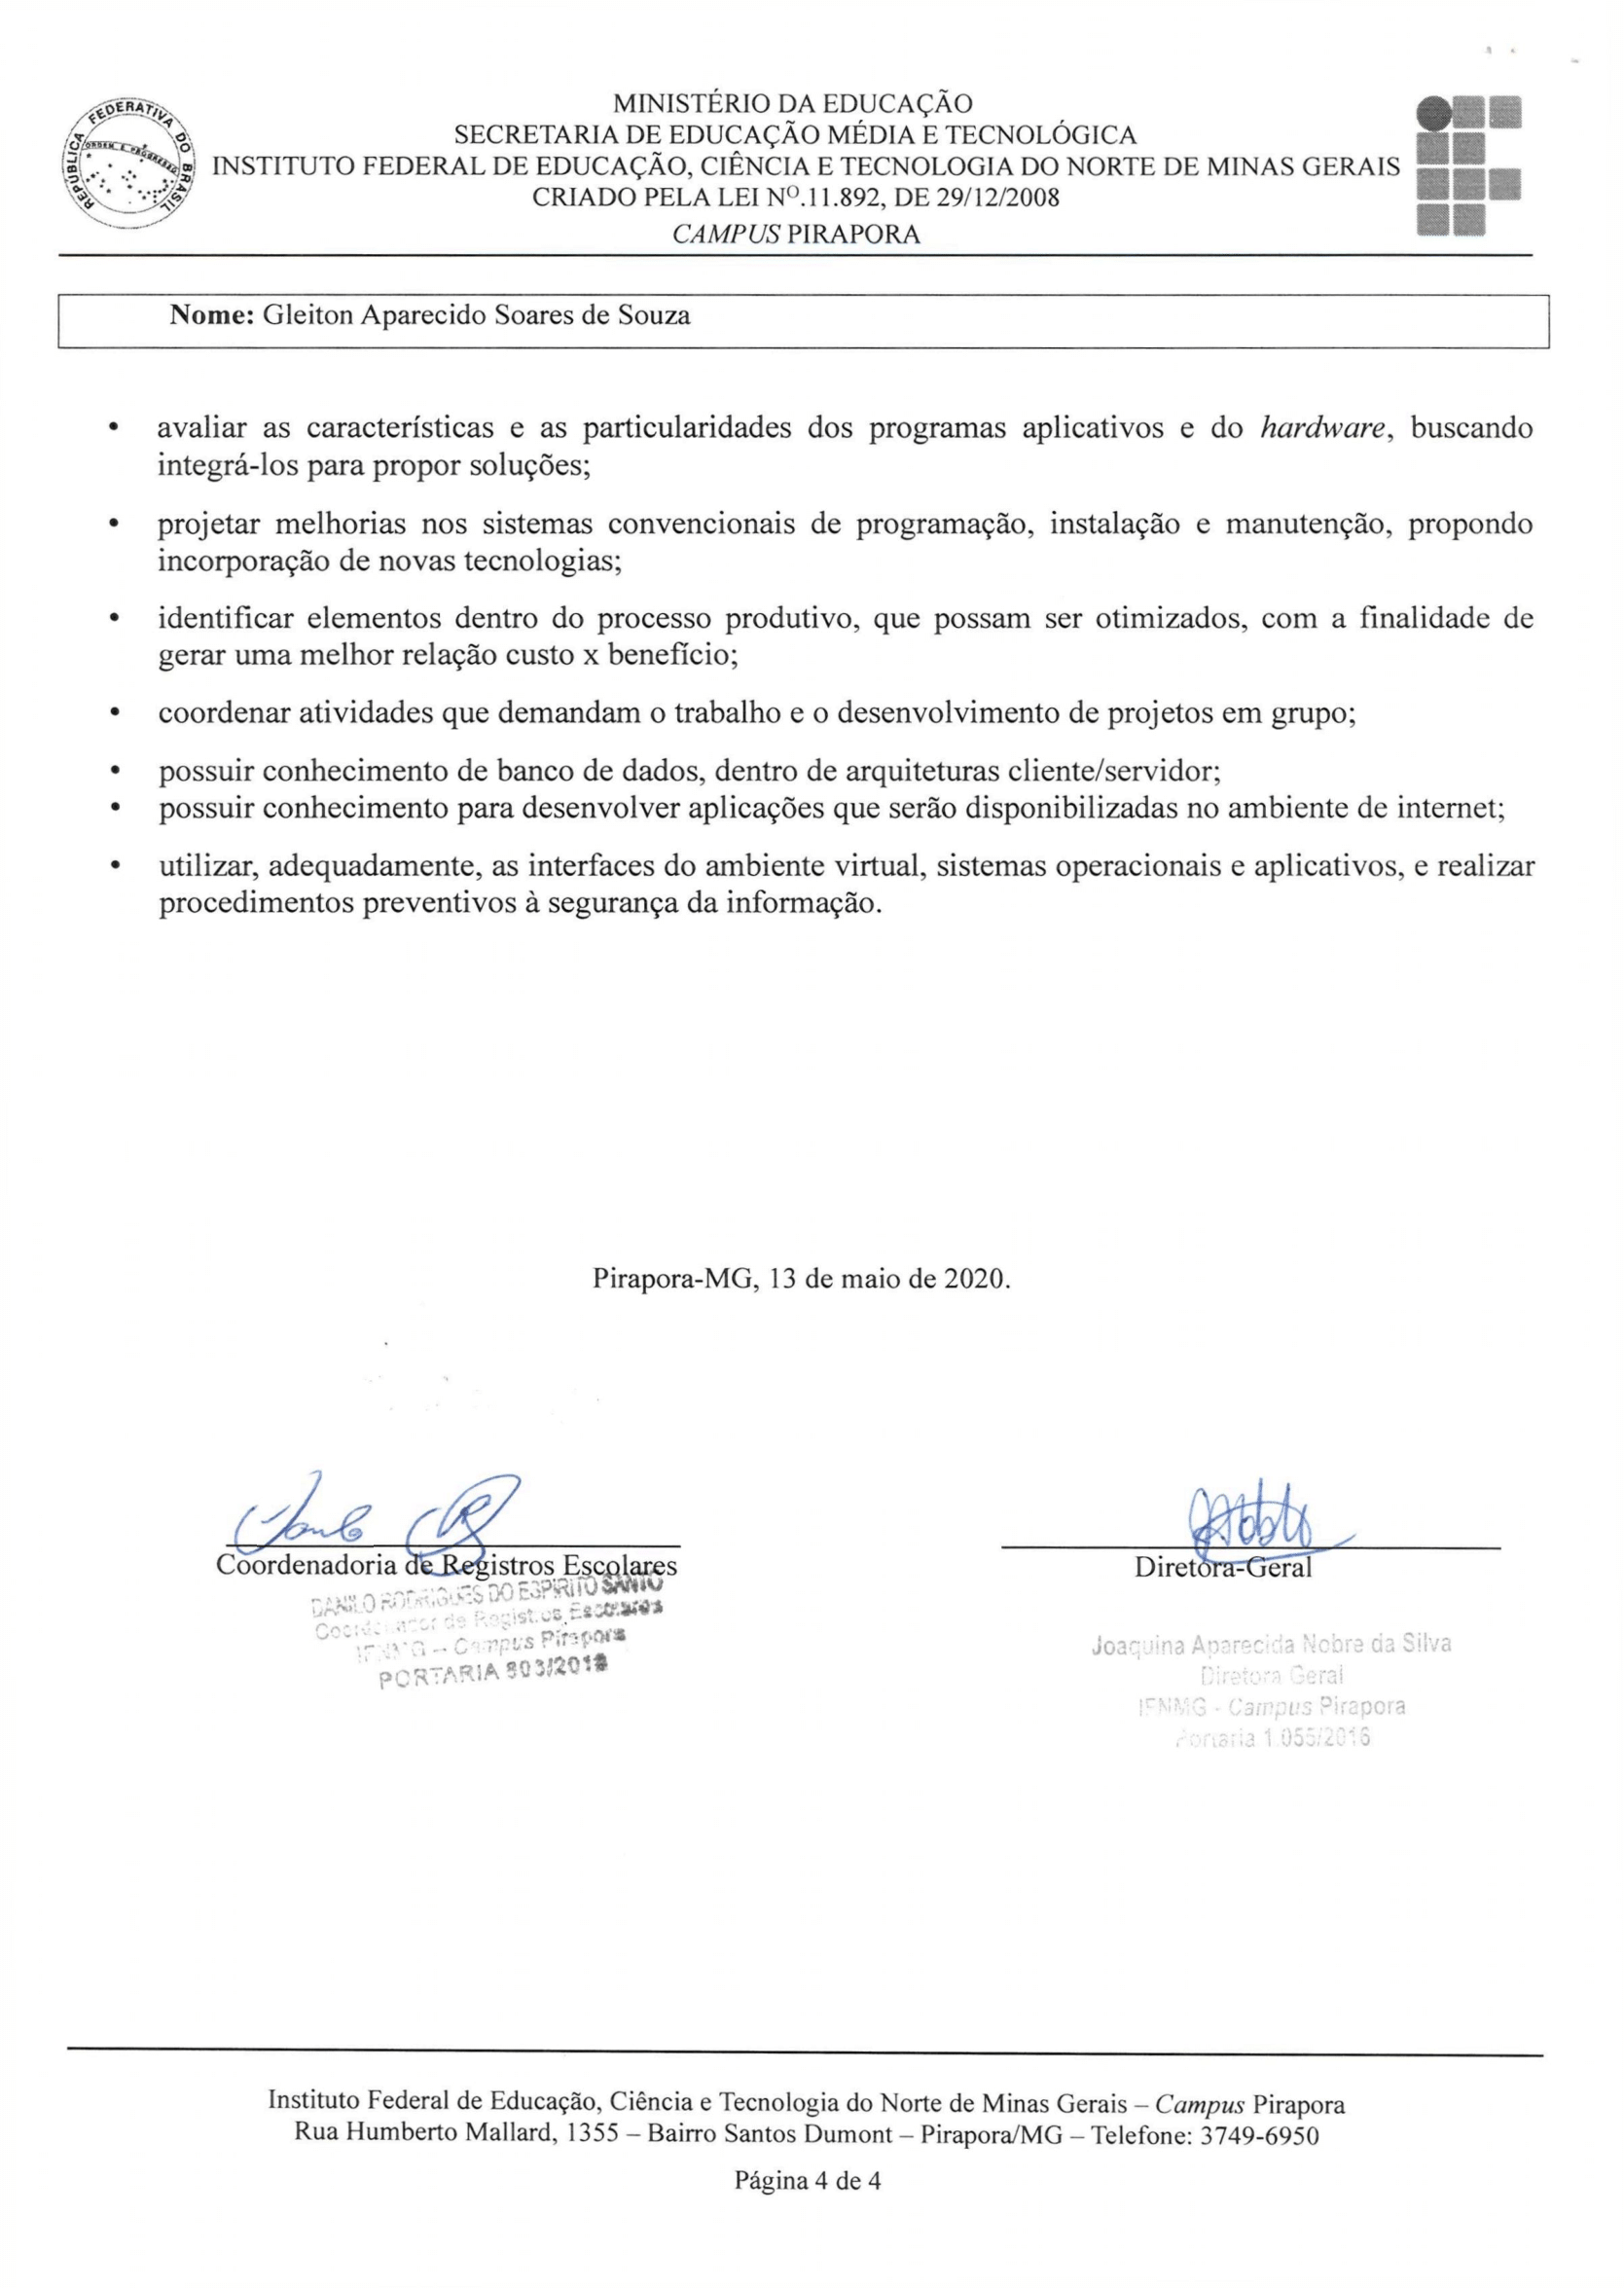 REPÚBLICA FEDERATIVA DO BRASIL
ORDEM E PROGRESSO
MINISTÉRIO DA EDUCAÇÃO
SECRETARIA DE EDUCAÇÃO MÉDIA E TECNOLÓGICA
INSTITUTO FEDERAL DE EDUCAÇÃO, CIÊNCIA E TECNOLOGIA DO NORTE DE MINAS GERAIS
CRIADO PELA LEI Nº.11.892, DE 29/12/2008
CAMPUS PIRAPORA
Nome: Gleiton Aparecido Soares de Souza
• avaliar as características e as particularidades dos programas aplicativos e do hardware, buscando
integrá-los para propor soluções;
• projetar melhorias nos sistemas convencionais de programação, instalação e manutenção, propondo
incorporação de novas tecnologias;
• identificar elementos dentro do processo produtivo, que possam ser otimizados, com a finalidade de
gerar uma melhor relação custo x benefício;
• coordenar atividades que demandam o trabalho e o desenvolvimento de projetos em grupo;
• possuir conhecimento de banco de dados, dentro de arquiteturas cliente/servidor;
• possuir conhecimento para desenvolver aplicações que serão disponibilizadas no ambiente de internet;
• utilizar, adequadamente, as interfaces do ambiente virtual, sistemas operacionais e aplicativos, e realizar
procedimentos preventivos à segurança da informação.
Pirapora-MG, 13 de maio de 2020.
Coordenadoria de Registros Escolares
DANILO RODRIGUES DO ESPIRITO SANTO
Coordenador de Registros Escolares
IFNMG – Campus Pirapora
PORTARIA
Diretora-Geral
Joaquina Aparecida Nobre da Silva
Diretora Geral
IFNMG - Campus Pirapora
Portaria 1.055/2016
Instituto Federal de Educação, Ciência e Tecnologia do Norte de Minas Gerais – Campus Pirapora
Rua Humberto Mallard, 1355 – Bairro Santos Dumont – Pirapora/MG – Telefone: 3749-6950
Página 4 de 4